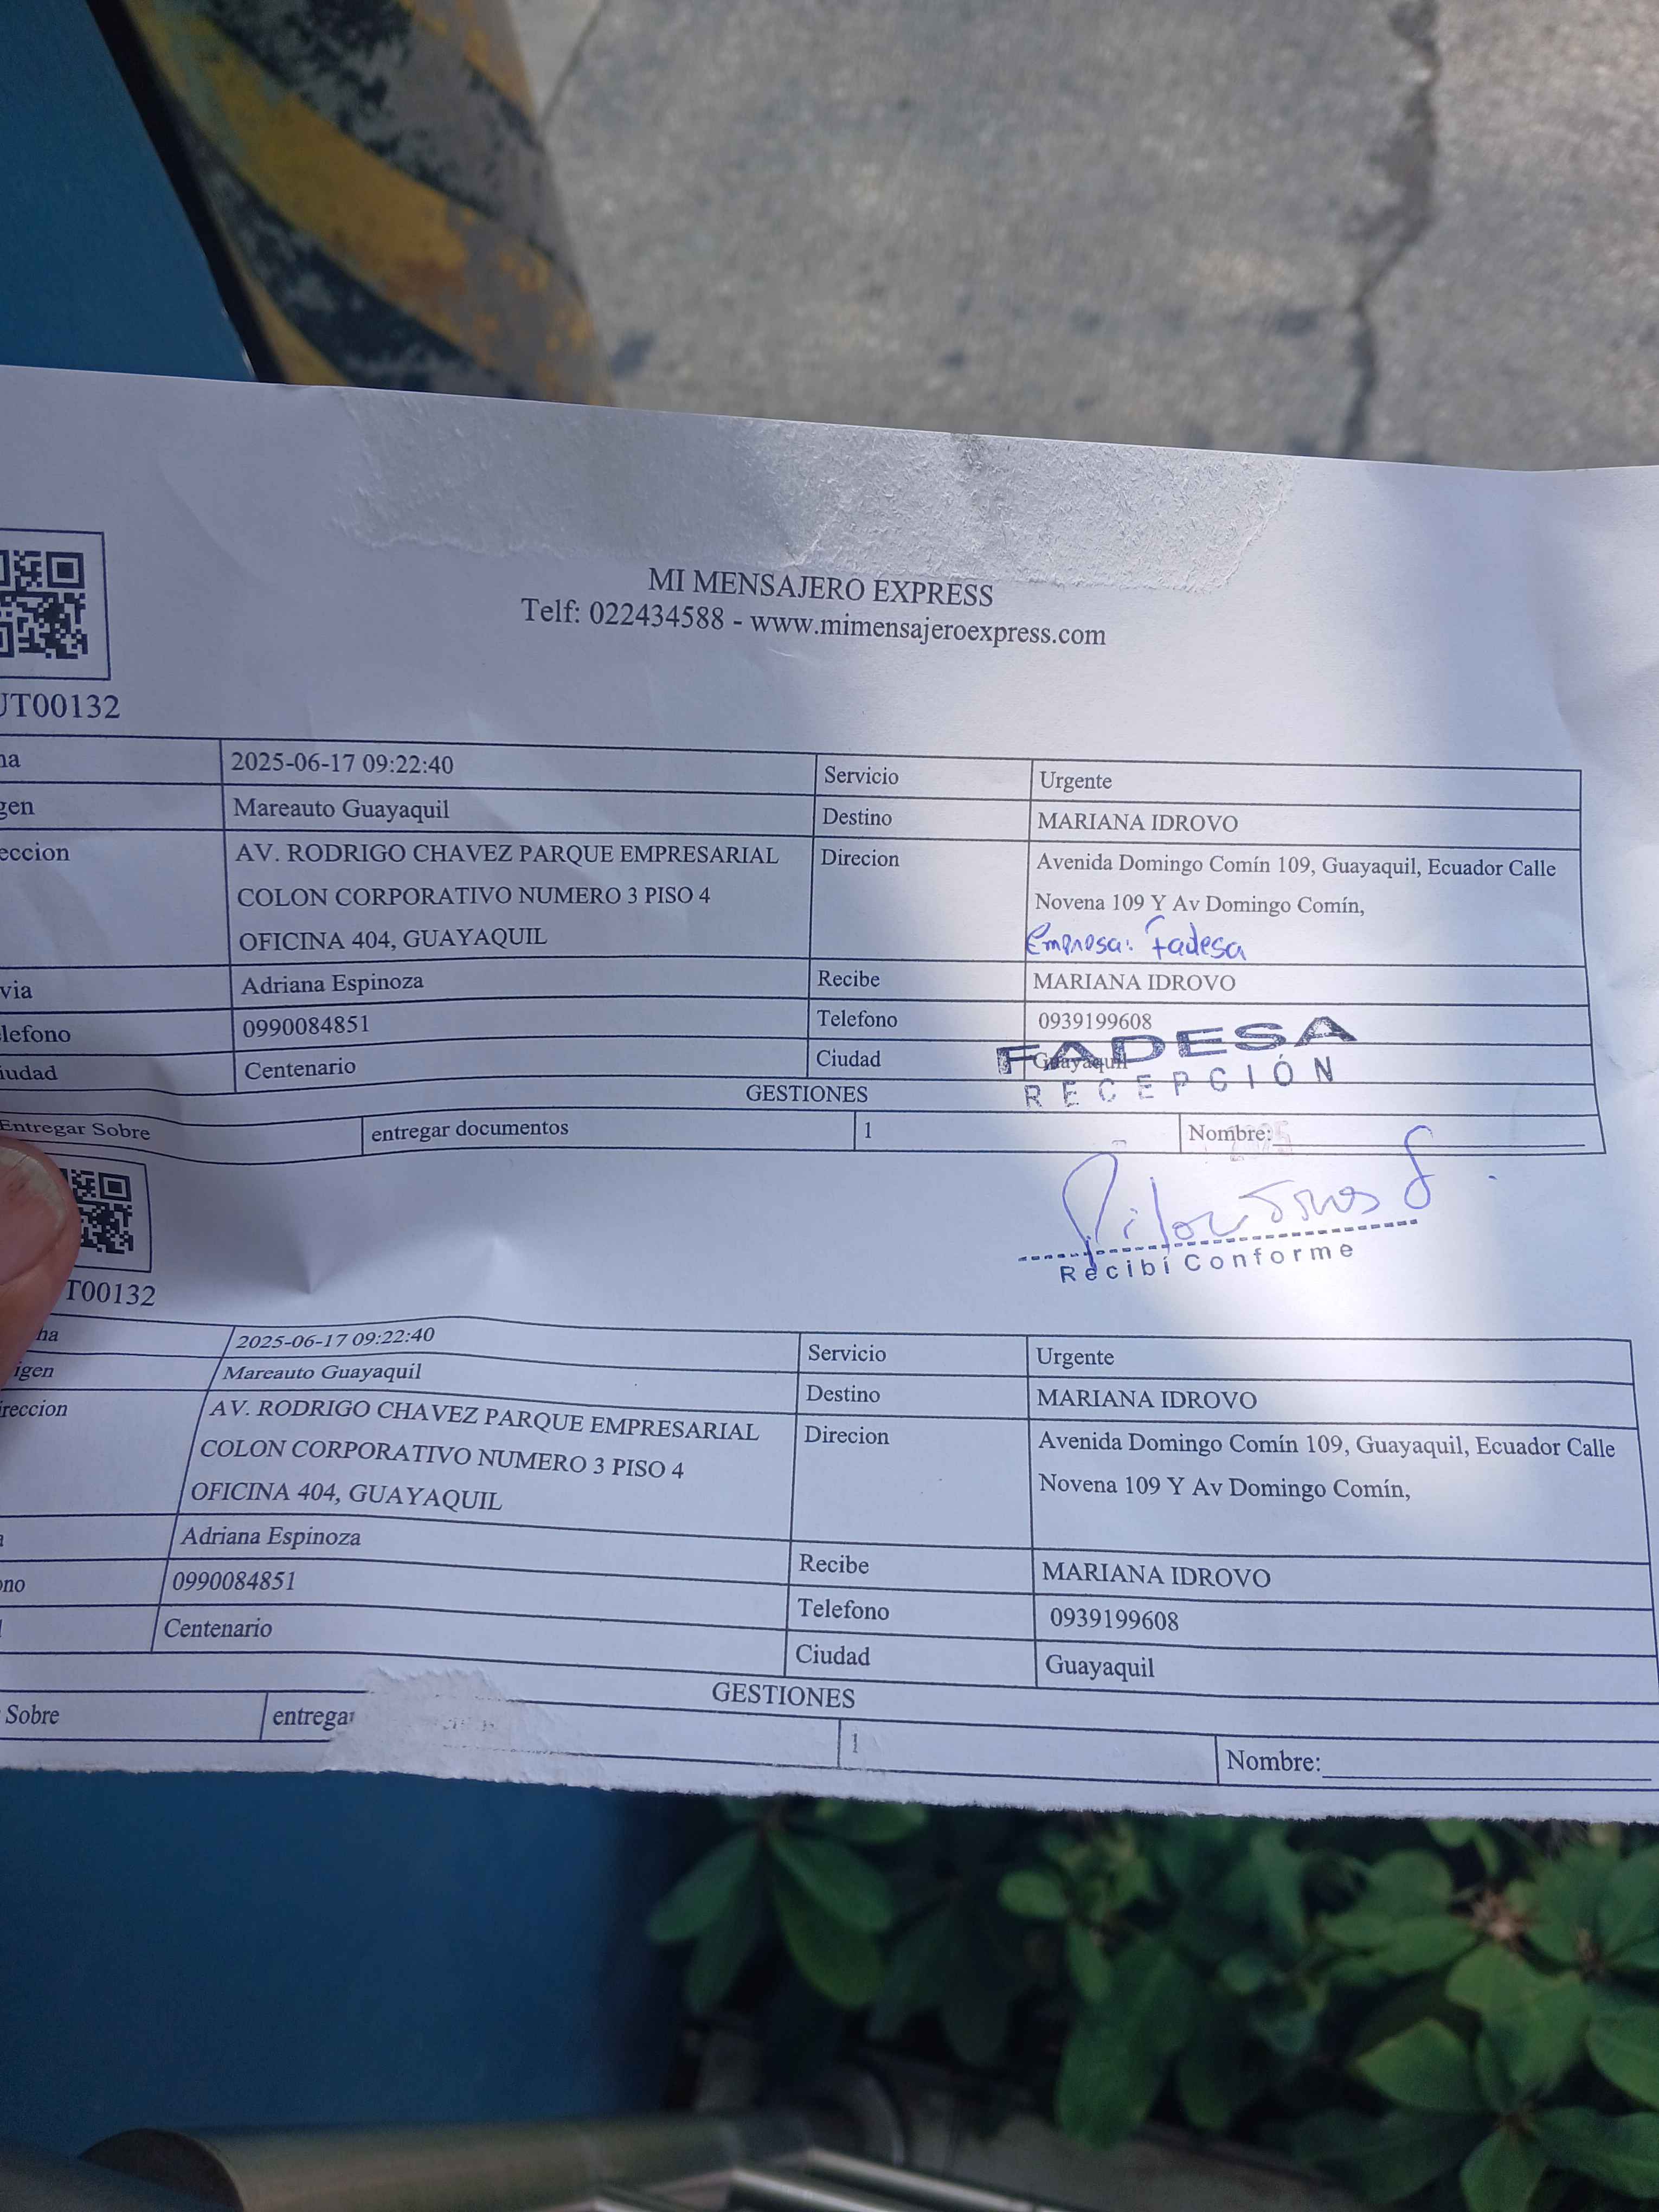 MI MENSAJERO EXPRESS
Telf: 022434588 - www.mimensajeroexpress.com
UT00132
na 2025-06-17 09:22:40 Servicio Urgente
gen Mareauto Guayaquil Destino MARIANA IDROVO
eccion AV. RODRIGO CHAVEZ PARQUE EMPRESARIAL Direcion Avenida Domingo Comín 109, Guayaquil, Ecuador Calle
COLON CORPORATIVO NUMERO 3 PISO 4 Novena 109 Y Av Domingo Comín,
OFICINA 404, GUAYAQUIL Empresa: Fadesa
via Adriana Espinoza Recibe MARIANA IDROVO
lefono 0990084851 Telefono 0939199608
iudad Centenario Ciudad Guayaquil
FADESA
RECEPCIÓN
GESTIONES
Entregar Sobre entregar documentos 1 Nombre:
Recibí Conforme
T00132
na 2025-06-17 09:22:40 Servicio Urgente
igen Mareauto Guayaquil Destino MARIANA IDROVO
reccion AV. RODRIGO CHAVEZ PARQUE EMPRESARIAL Direcion Avenida Domingo Comín 109, Guayaquil, Ecuador Calle
COLON CORPORATIVO NUMERO 3 PISO 4 Novena 109 Y Av Domingo Comín,
OFICINA 404, GUAYAQUIL
Adriana Espinoza Recibe MARIANA IDROVO
ono 0990084851 Telefono 0939199608
Centenario Ciudad Guayaquil
GESTIONES
Sobre entregar 1 Nombre: